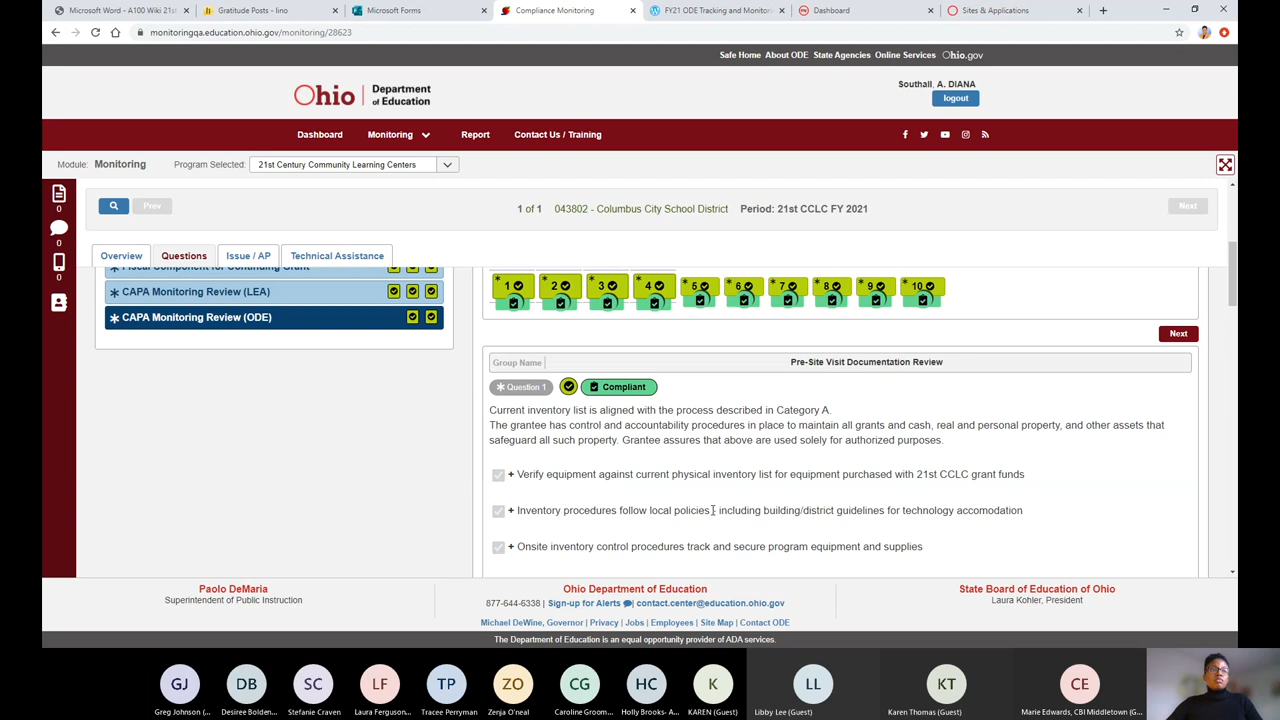 Microsoft Word - A100 Wiki 21st
Gratitude Posts - Iino
Microsoft Forms
Compliance Monitoring
FY21 ODE Tracking and Monitori
Dashboard
Sites & Applications
monitoringqa.education.ohio.gov/monitoring/28623
Safe Home About ODE State Agencies Online Services Ohio.gov
Ohio Department of Education
Southall, A. DIANA
logout
Dashboard Monitoring Report Contact Us / Training
Module: Monitoring Program Selected: 21st Century Community Learning Centers
0
0
0
Prev
1 of 1 043802 - Columbus City School District Period: 21st CCLC FY 2021
Next
Overview Questions Issue / AP Technical Assistance
Fiscal Component for Continuing Grant
CAPA Monitoring Review (LEA)
CAPA Monitoring Review (ODE)
* 1 * 2 * 3 * 4 * 5 * 6 * 7 * 8 * 9 * 10
Next
Group Name Pre-Site Visit Documentation Review
Question 1 Compliant
Current inventory list is aligned with the process described in Category A.
The grantee has control and accountability procedures in place to maintain all grants and cash, real and personal property, and other assets that
safeguard all such property. Grantee assures that above are used solely for authorized purposes.
+ Verify equipment against current physical inventory list for equipment purchased with 21st CCLC grant funds
+ Inventory procedures follow local policies, including building/district guidelines for technology accomodation
+ Onsite inventory control procedures track and secure program equipment and supplies
Paolo DeMaria
Superintendent of Public Instruction
Ohio Department of Education
877-644-6338 | Sign-up for Alerts | contact.center@education.ohio.gov
State Board of Education of Ohio
Laura Kohler, President
Michael DeWine, Governor | Privacy | Jobs | Employees | Site Map | Contact ODE
The Department of Education is an equal opportunity provider of ADA services.
GJ DB SC LF TP ZO CG HC K LL KT CE
Greg Johnson (... Desiree Bolden... Stefanie Craven Laura Ferguson... Tracee Perryman Zenja O'neal Caroline Groom... Holly Brooks- A... KAREN (Guest) Libby Lee (Guest) Karen Thomas (Guest) Marie Edwards, CBI Middletown (G...